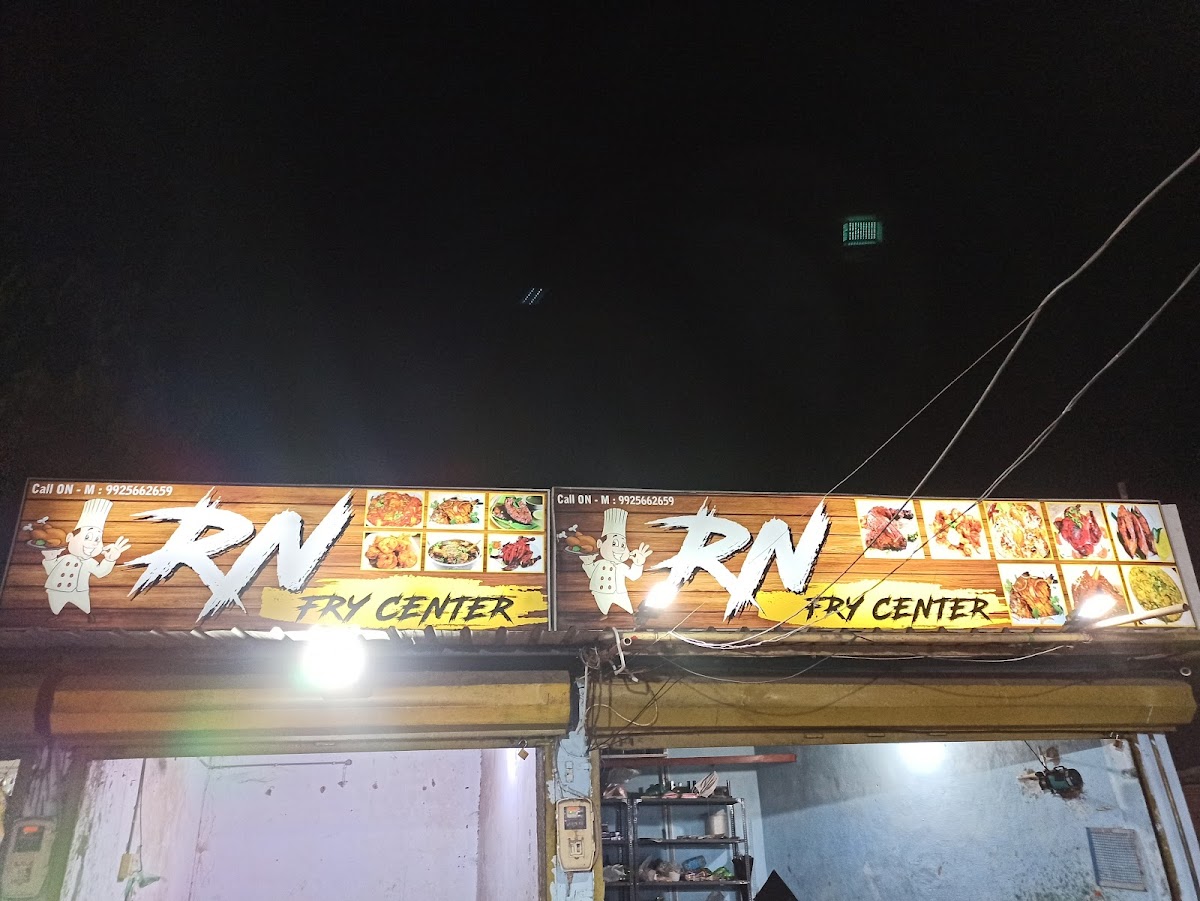 Call ON - M : 9925662659
RN
FRY CENTER
Call ON - M : 9925662659
RN
FRY CENTER